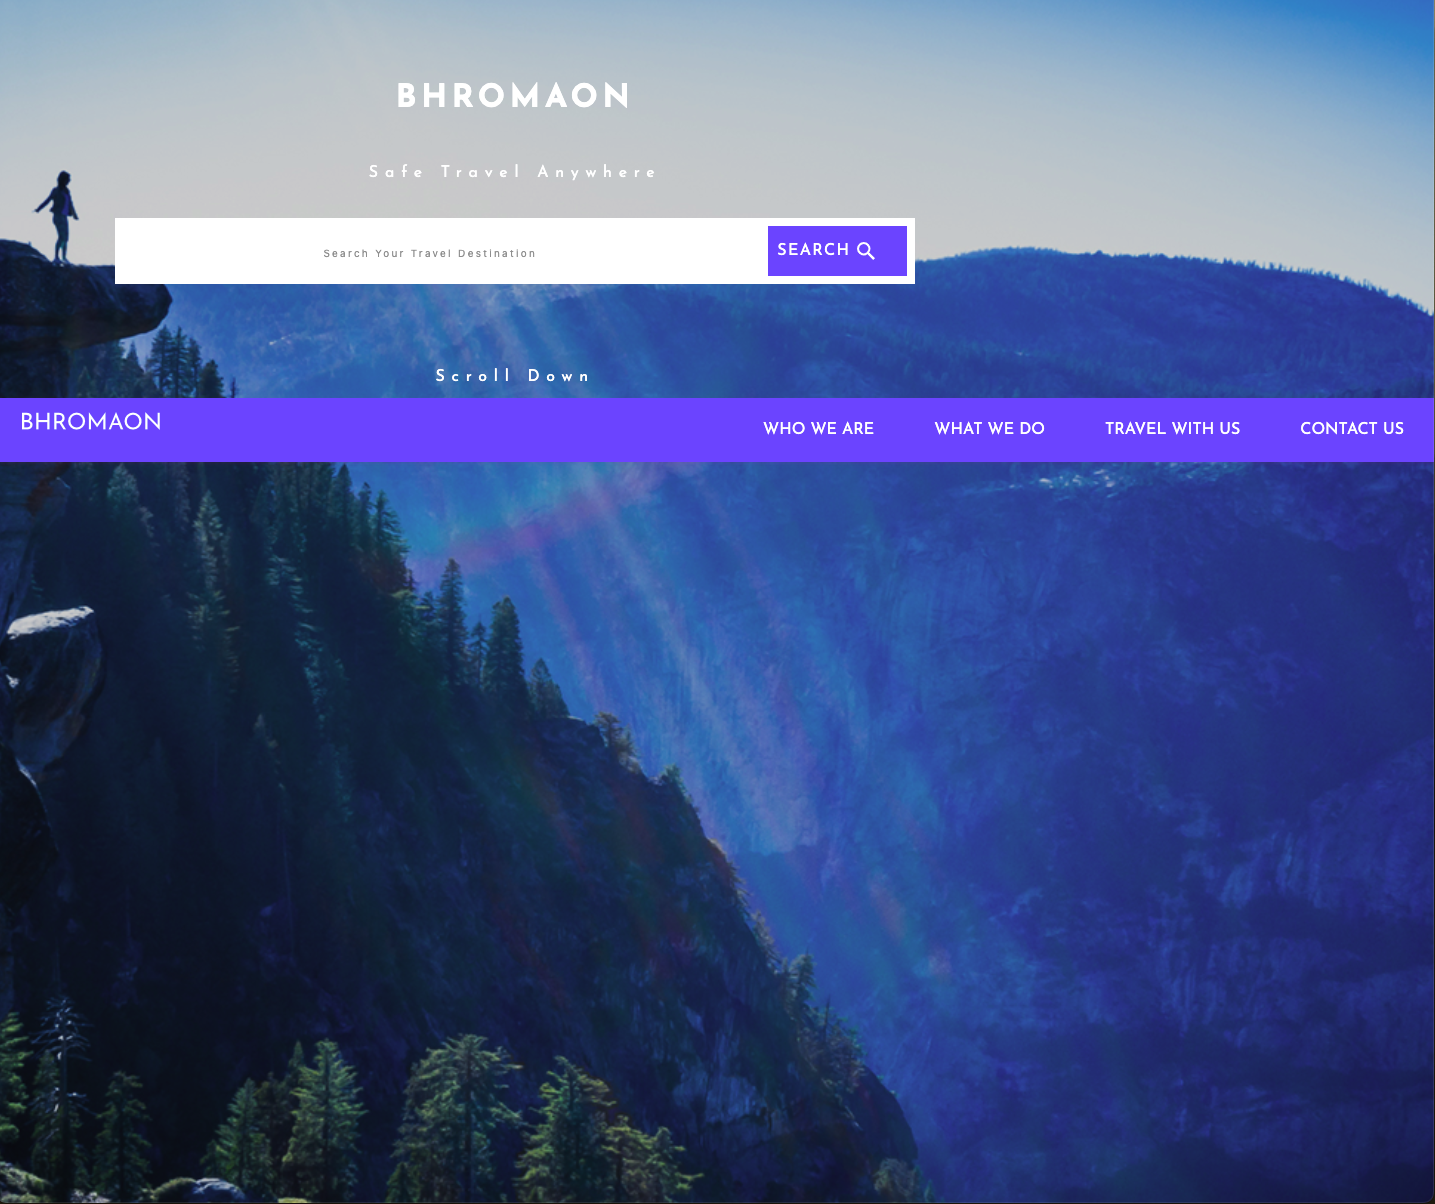 BHROMAON
Safe Travel Anywhere
Search Your Travel Destination
SEARCH
Scroll Down
BHROMAON
WHO WE ARE
WHAT WE DO
TRAVEL WITH US
CONTACT US